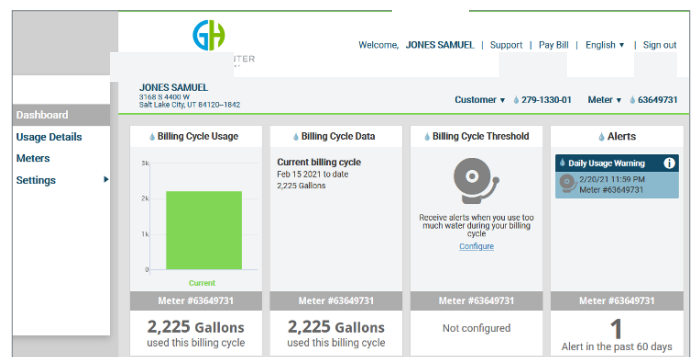 GH
Welcome, JONES SAMUEL | Support | Pay Bill | English ▾ | Sign out
JONES SAMUEL
3168 S 4400 W
Salt Lake City, UT 84120-1842
Customer ▾ 279-1330-01 Meter ▾ 63649731
Dashboard
Usage Details
Meters
Settings
Billing Cycle Usage
3k
2k
1k
0
Current
Meter #63649731
2,225 Gallons
used this billing cycle
Billing Cycle Data
Current billing cycle
Feb 15 2021 to date
2,225 Gallons
Meter #63649731
2,225 Gallons
used this billing cycle
Billing Cycle Threshold
Receive alerts when you use too
much water during your billing
cycle
Configure
Meter #63649731
Not configured
Alerts
Daily Usage Warning
2/20/21 11:59 PM
Meter #63649731
1
Alert in the past 60 days